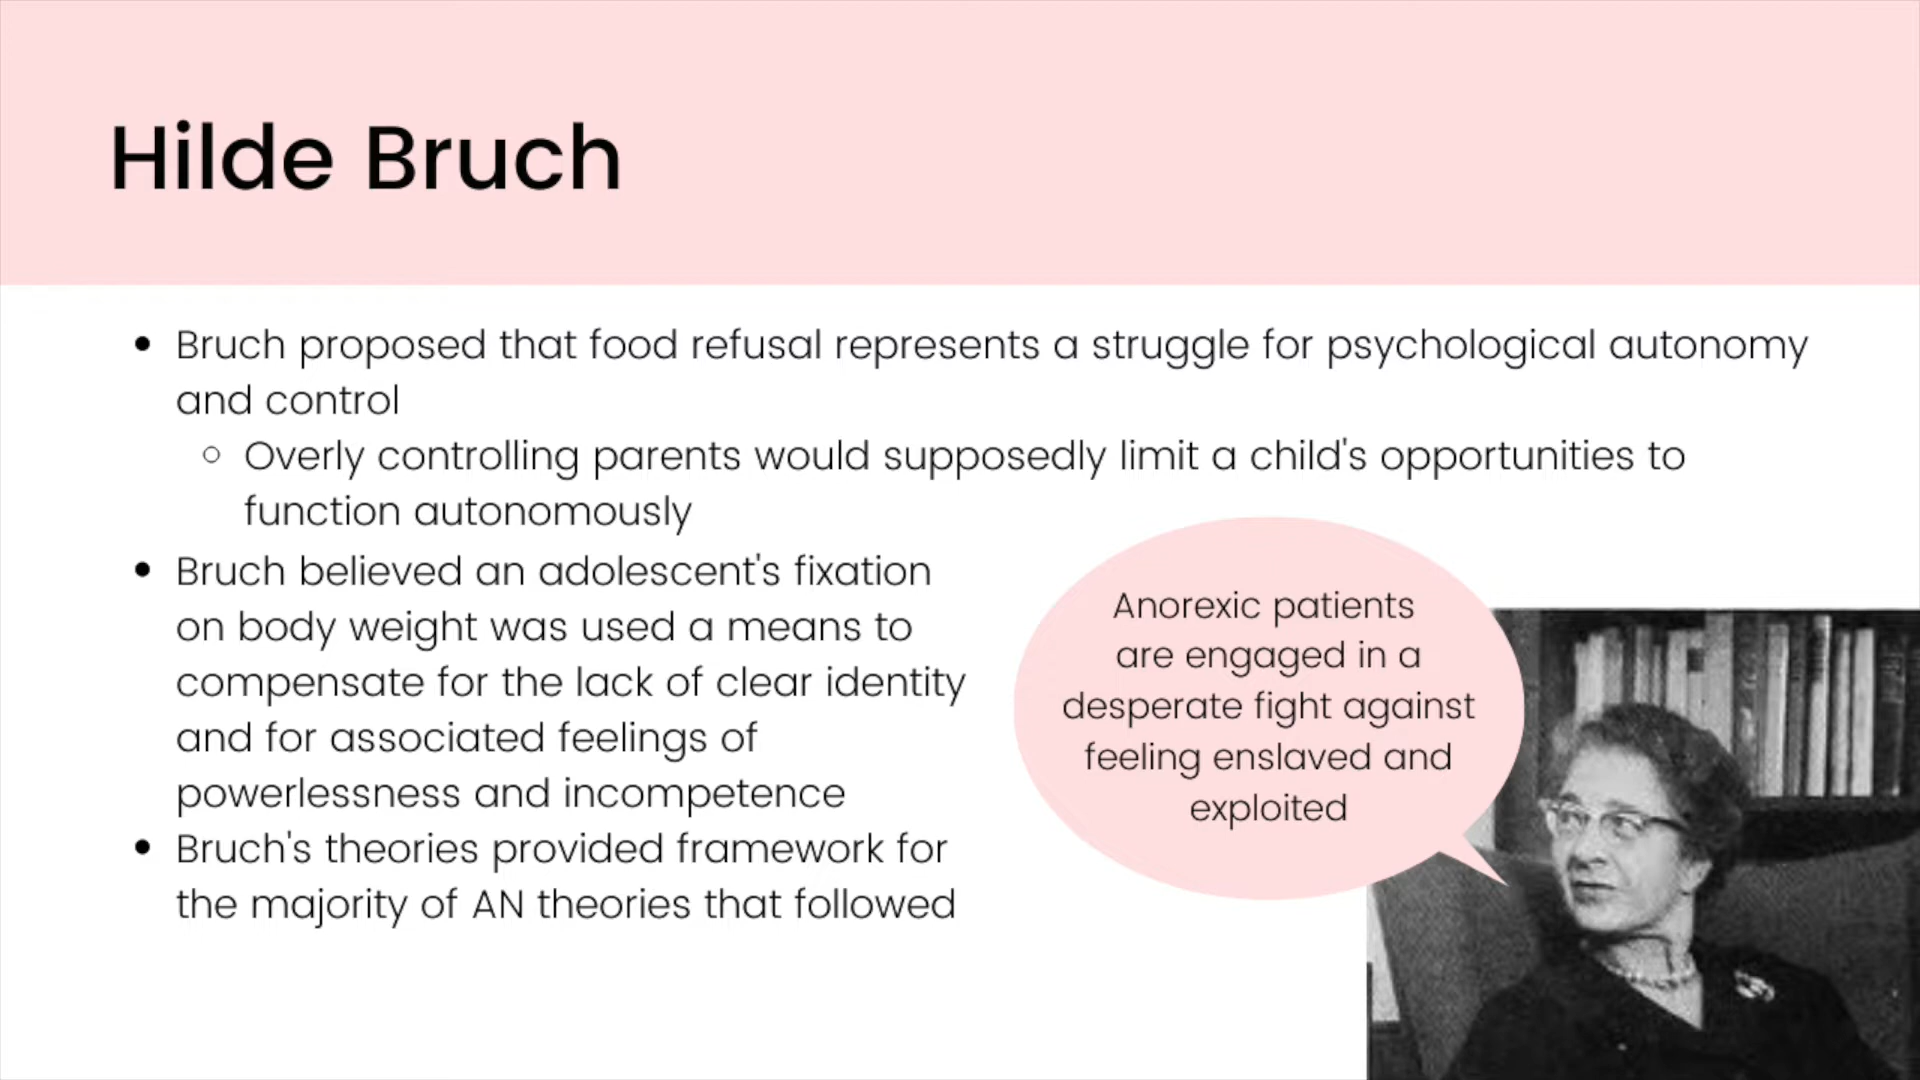 Hilde Bruch
• Bruch proposed that food refusal represents a struggle for psychological autonomy
and control
○ Overly controlling parents would supposedly limit a child's opportunities to
function autonomously
• Bruch believed an adolescent's fixation
on body weight was used a means to
compensate for the lack of clear identity
and for associated feelings of
powerlessness and incompetence
• Bruch's theories provided framework for
the majority of AN theories that followed
Anorexic patients
are engaged in a
desperate fight against
feeling enslaved and
exploited